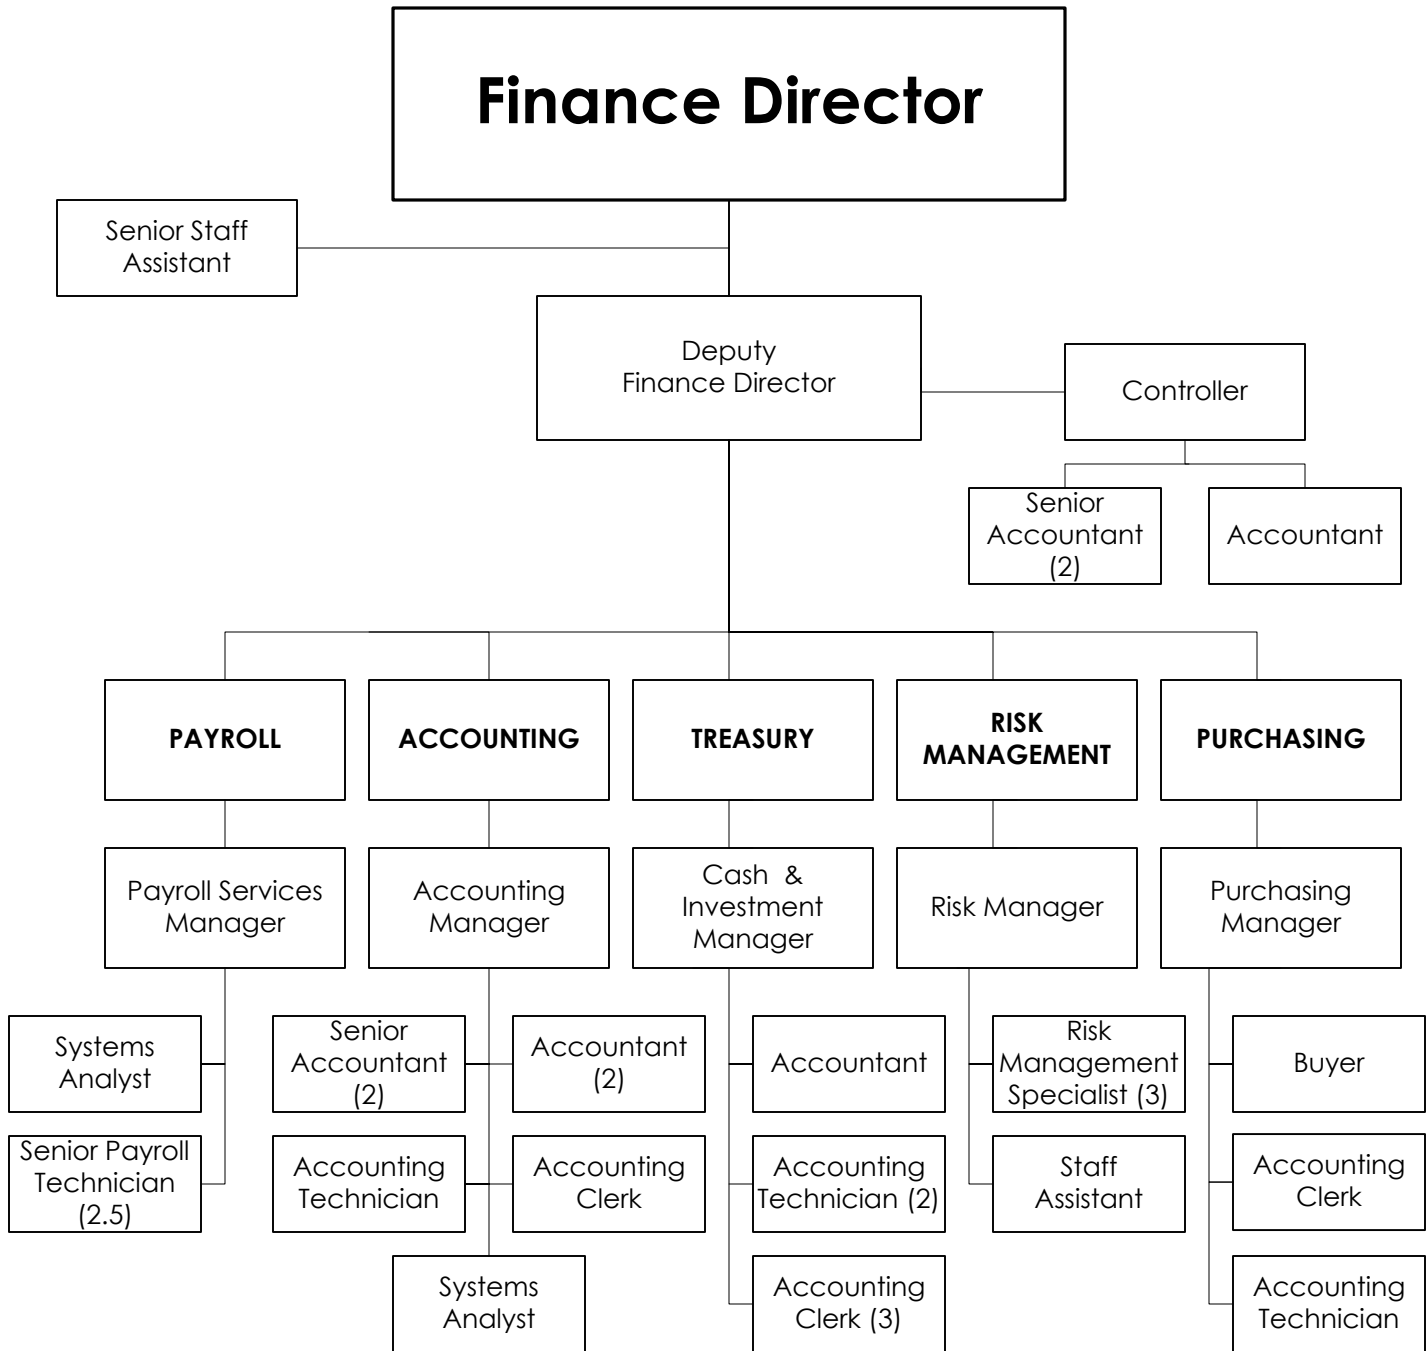 Finance Director
Senior Staff
Assistant
Deputy
Finance Director
Controller
Senior
Accountant
(2)
Accountant
PAYROLL
ACCOUNTING
TREASURY
RISK
MANAGEMENT
PURCHASING
Payroll Services
Manager
Accounting
Manager
Cash &
Investment
Manager
Risk Manager
Purchasing
Manager
Systems
Analyst
Senior
Accountant
(2)
Accountant
(2)
Accountant
Risk
Management
Specialist (3)
Buyer
Senior Payroll
Technician
(2.5)
Accounting
Technician
Accounting
Clerk
Accounting
Technician (2)
Staff
Assistant
Accounting
Clerk
Systems
Analyst
Accounting
Clerk (3)
Accounting
Technician